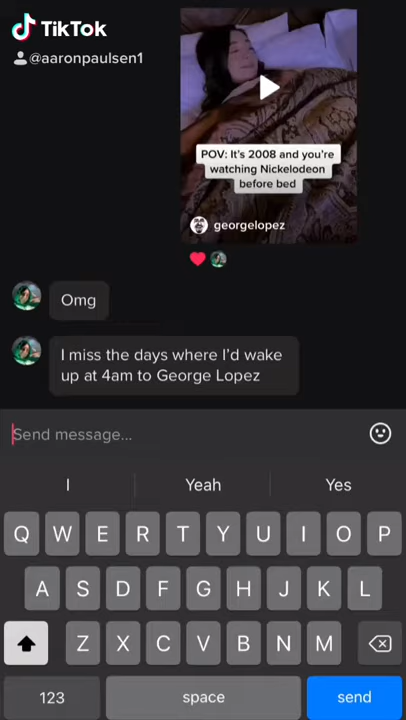 TikTok
@aaronpaulsen1
POV: It's 2008 and you're
watching Nickelodeon
before bed
georgelopez
Omg
I miss the days where I'd wake
up at 4am to George Lopez
Send message...
I Yeah Yes
Q W E R T Y U I O P
A S D F G H J K L
Z X C V B N M
123 space send